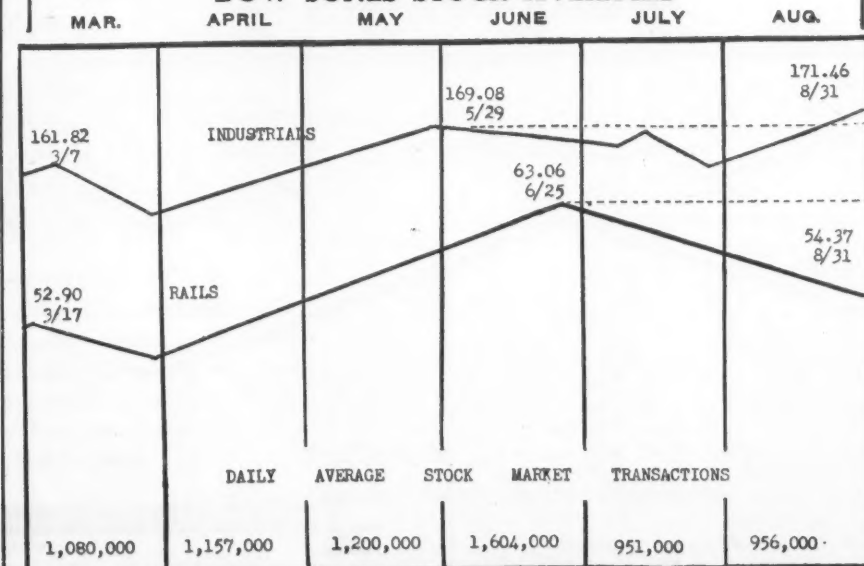 MAR. APRIL MAY JUNE JULY AUG.
171.46
8/31
169.08
5/29
161.82
3/7
INDUSTRIALS
63.06
6/25
54.37
8/31
52.90
3/17
RAILS
DAILY AVERAGE STOCK MARKET TRANSACTIONS
1,080,000 1,157,000 1,200,000 1,604,000 951,000 956,000